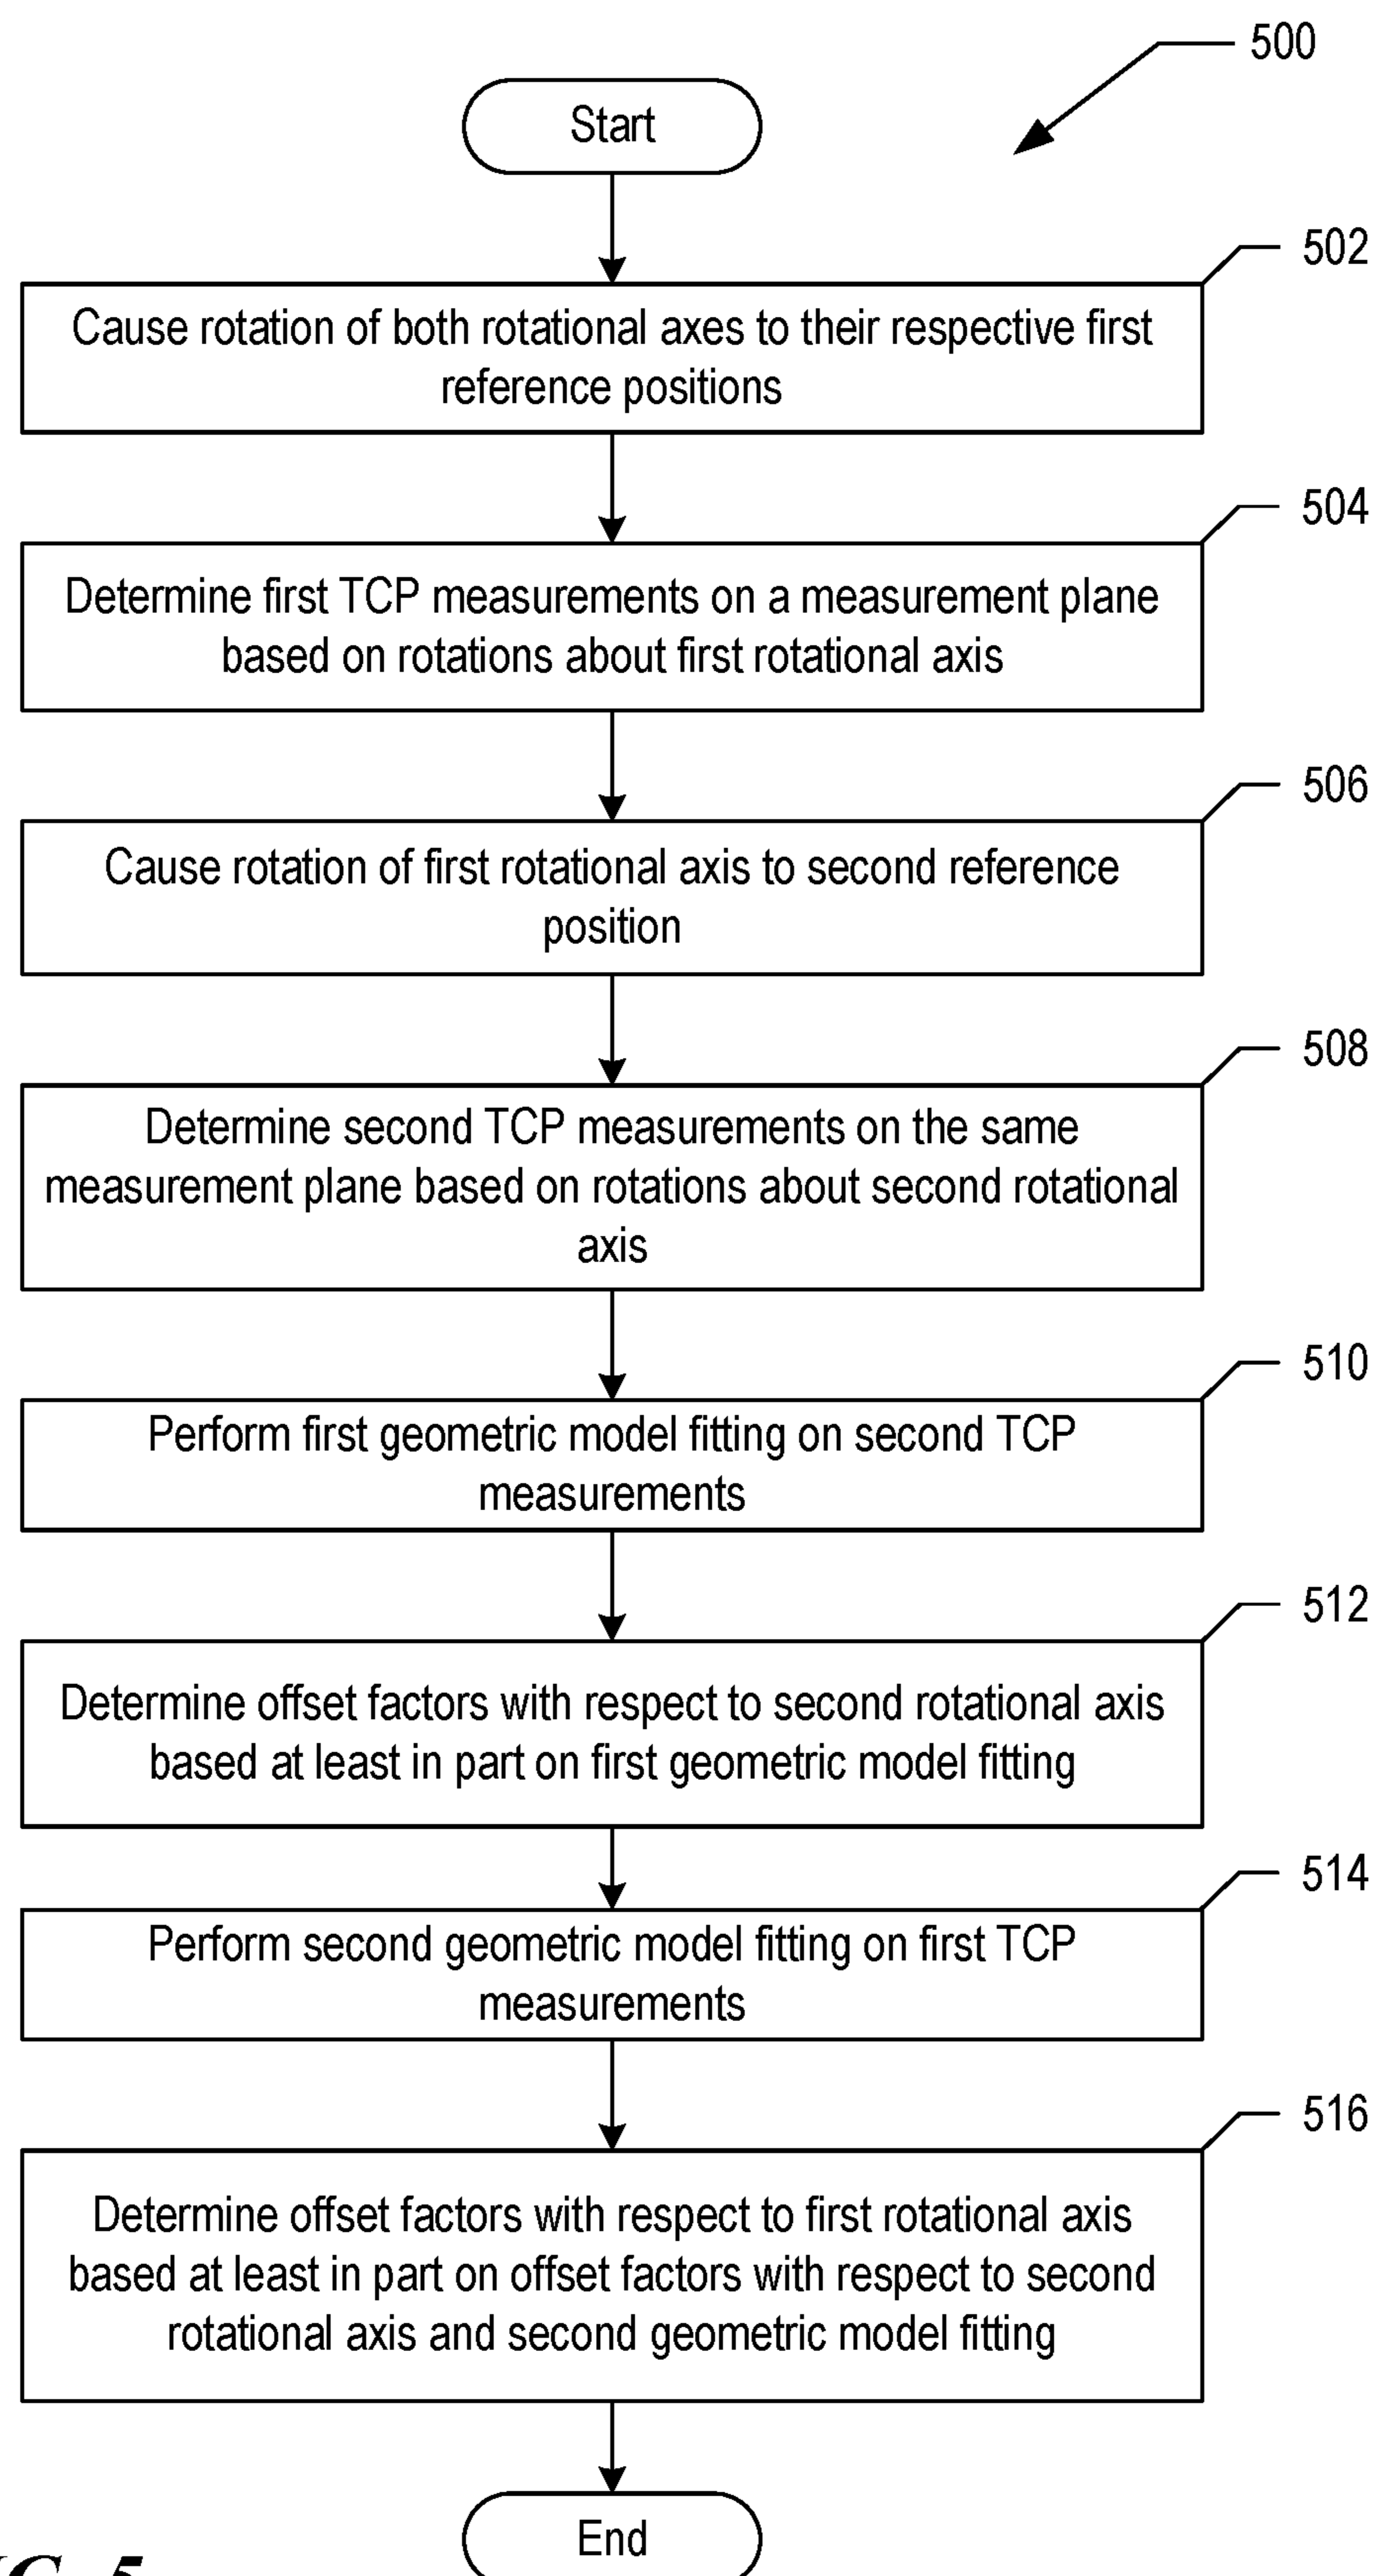 500
Start
502
Cause rotation of both rotational axes to their respective first
reference positions
504
Determine first TCP measurements on a measurement plane
based on rotations about first rotational axis
506
Cause rotation of first rotational axis to second reference
position
508
Determine second TCP measurements on the same
measurement plane based on rotations about second rotational
axis
510
Perform first geometric model fitting on second TCP
measurements
512
Determine offset factors with respect to second rotational axis
based at least in part on first geometric model fitting
514
Perform second geometric model fitting on first TCP
measurements
516
Determine offset factors with respect to first rotational axis
based at least in part on offset factors with respect to second
rotational axis and second geometric model fitting
End